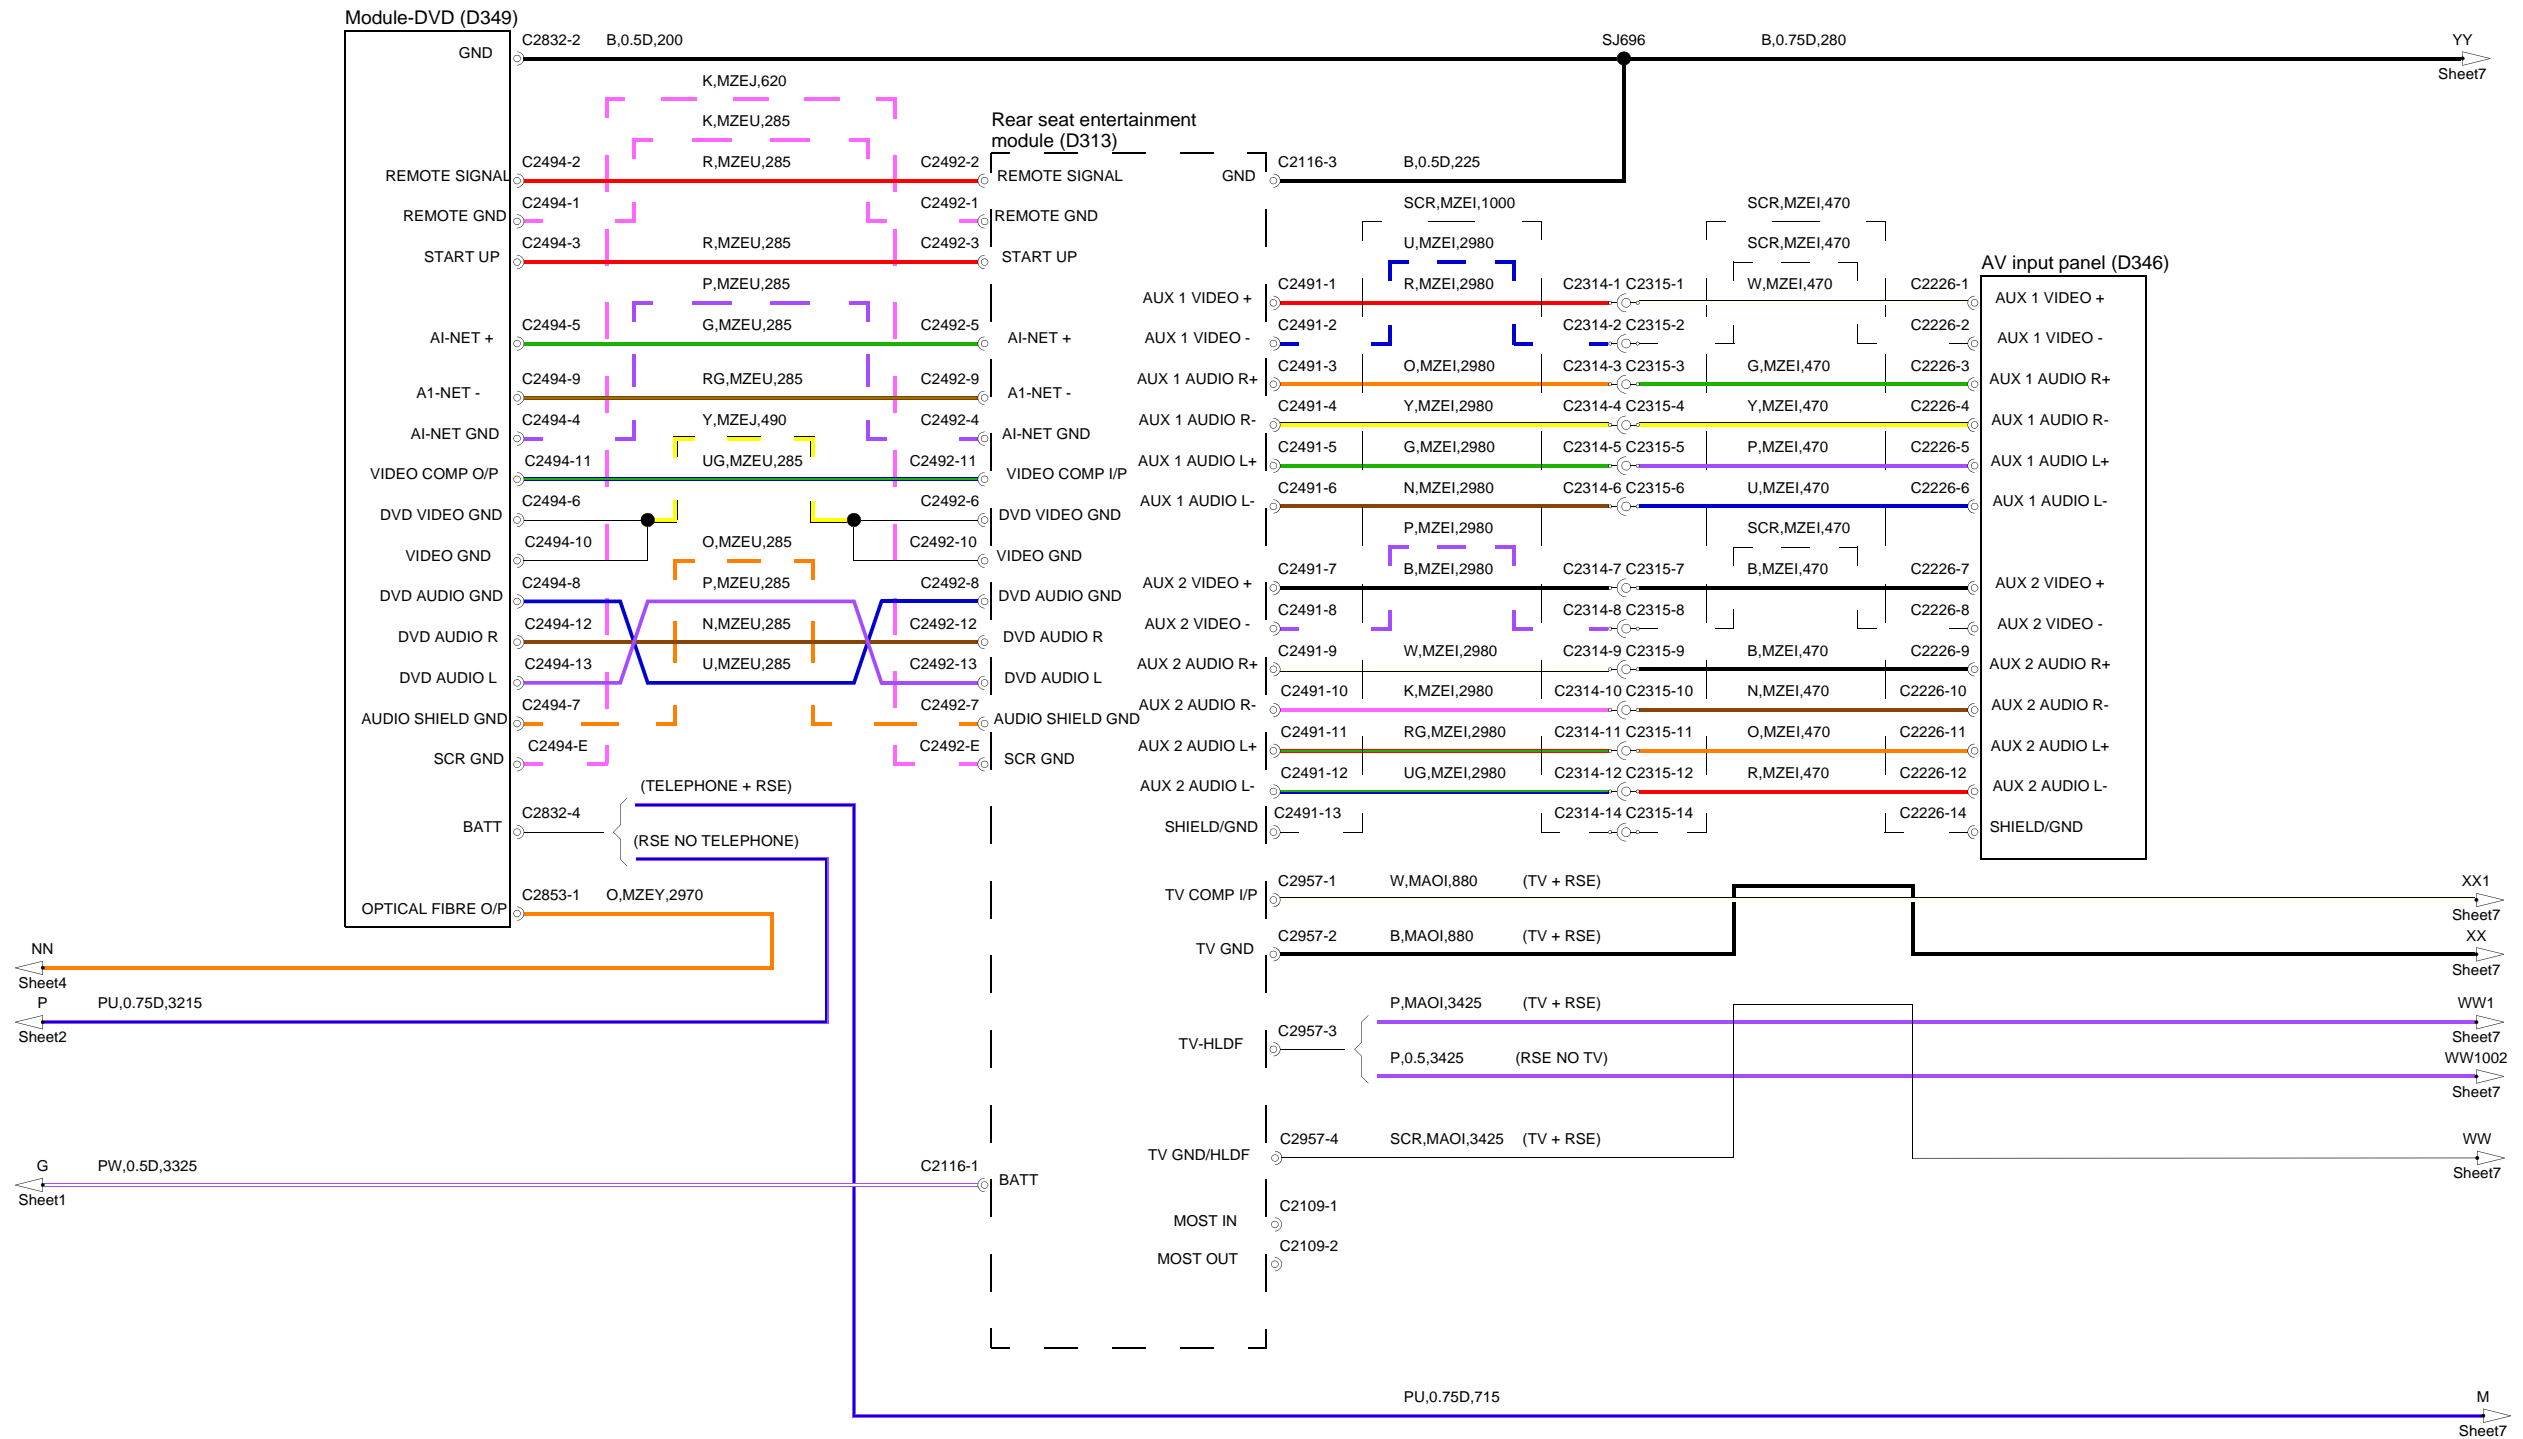 Module-DVD (D349)
GND
C2832-2 B,0.5D,200
SJ696
B,0.75D,280
YY
Sheet7
K,MZEJ,620
K,MZEU,285
Rear seat entertainment
module (D313)
REMOTE SIGNAL C2494-2 R,MZEU,285 C2492-2 REMOTE SIGNAL
GND C2116-3 B,0.5D,225
REMOTE GND C2494-1 C2492-1 REMOTE GND
SCR,MZEI,1000 SCR,MZEI,470
START UP C2494-3 R,MZEU,285 C2492-3 START UP
U,MZEI,2980 SCR,MZEI,470
AV input panel (D346)
P,MZEU,285
AUX 1 VIDEO + C2491-1 R,MZEI,2980 C2314-1 C2315-1 W,MZEI,470 C2226-1 AUX 1 VIDEO +
AI-NET + C2494-5 G,MZEU,285 C2492-5 AI-NET +
AUX 1 VIDEO - C2491-2 C2314-2 C2315-2 C2226-2 AUX 1 VIDEO -
A1-NET - C2494-9 RG,MZEU,285 C2492-9 A1-NET -
AUX 1 AUDIO R+ C2491-3 O,MZEI,2980 C2314-3 C2315-3 G,MZEI,470 C2226-3 AUX 1 AUDIO R+
AI-NET GND C2494-4 Y,MZEJ,490 C2492-4 AI-NET GND
AUX 1 AUDIO R- C2491-4 Y,MZEI,2980 C2314-4 C2315-4 Y,MZEI,470 C2226-4 AUX 1 AUDIO R-
VIDEO COMP O/P C2494-11 UG,MZEU,285 C2492-11 VIDEO COMP I/P
AUX 1 AUDIO L+ C2491-5 G,MZEI,2980 C2314-5 C2315-5 P,MZEI,470 C2226-5 AUX 1 AUDIO L+
DVD VIDEO GND C2494-6 C2492-6 DVD VIDEO GND
AUX 1 AUDIO L- C2491-6 N,MZEI,2980 C2314-6 C2315-6 U,MZEI,470 C2226-6 AUX 1 AUDIO L-
P,MZEI,2980 SCR,MZEI,470
VIDEO GND C2494-10 O,MZEU,285 C2492-10 VIDEO GND
DVD AUDIO GND C2494-8 P,MZEU,285 C2492-8 DVD AUDIO GND
AUX 2 VIDEO + C2491-7 B,MZEI,2980 C2314-7 C2315-7 B,MZEI,470 C2226-7 AUX 2 VIDEO +
DVD AUDIO R C2494-12 N,MZEU,285 C2492-12 DVD AUDIO R
AUX 2 VIDEO - C2491-8 C2314-8 C2315-8 C2226-8 AUX 2 VIDEO -
DVD AUDIO L C2494-13 U,MZEU,285 C2492-13 DVD AUDIO L
AUX 2 AUDIO R+ C2491-9 W,MZEI,2980 C2314-9 C2315-9 B,MZEI,470 C2226-9 AUX 2 AUDIO R+
AUDIO SHIELD GND C2494-7 C2492-7 AUDIO SHIELD GND
AUX 2 AUDIO R- C2491-10 K,MZEI,2980 C2314-10 C2315-10 N,MZEI,470 C2226-10 AUX 2 AUDIO R-
SCR GND C2494-E C2492-E SCR GND
AUX 2 AUDIO L+ C2491-11 RG,MZEI,2980 C2314-11 C2315-11 O,MZEI,470 C2226-11 AUX 2 AUDIO L+
(TELEPHONE + RSE)
AUX 2 AUDIO L- C2491-12 UG,MZEI,2980 C2314-12 C2315-12 R,MZEI,470 C2226-12 AUX 2 AUDIO L-
BATT C2832-4
SHIELD/GND C2491-13 C2314-14 C2315-14 C2226-14 SHIELD/GND
(RSE NO TELEPHONE)
OPTICAL FIBRE O/P C2853-1 O,MZEY,2970
TV COMP I/P C2957-1 W,MAOI,880 (TV + RSE) XX1
Sheet7
NN
Sheet4
TV GND C2957-2 B,MAOI,880 (TV + RSE) XX
Sheet7
P PU,0.75D,3215
Sheet2
P,MAOI,3425 (TV + RSE) WW1
Sheet7
TV-HLDF C2957-3
P,0.5,3425 (RSE NO TV) WW1002
Sheet7
TV GND/HLDF C2957-4 SCR,MAOI,3425 (TV + RSE) WW
Sheet7
G PW,0.5D,3325 C2116-1 BATT
Sheet1
MOST IN C2109-1
MOST OUT C2109-2
PU,0.75D,715 M
Sheet7